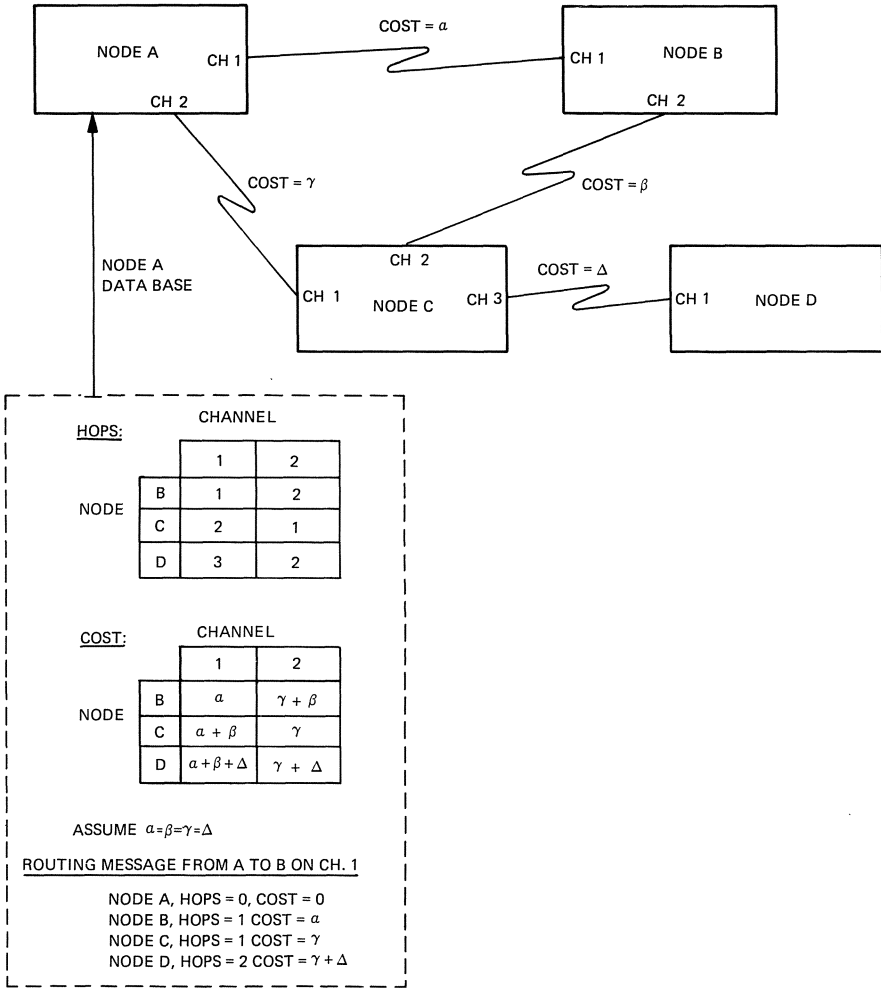 COST = a
NODE A
CH 1
CH 2
CH 1
NODE B
CH 2
COST = γ
COST = β
NODE A
DATA BASE
CH 2
CH 1
NODE C
CH 3
COST = Δ
CH 1
NODE D
HOPS:
CHANNEL
1 2
NODE
B 1 2
C 2 1
D 3 2
COST:
CHANNEL
1 2
NODE
B a γ + β
C a + β γ
D a+β+Δ γ + Δ
ASSUME a=β=γ=Δ
ROUTING MESSAGE FROM A TO B ON CH. 1
NODE A, HOPS = 0, COST = 0
NODE B, HOPS = 1 COST = a
NODE C, HOPS = 1 COST = γ
NODE D, HOPS = 2 COST = γ + Δ